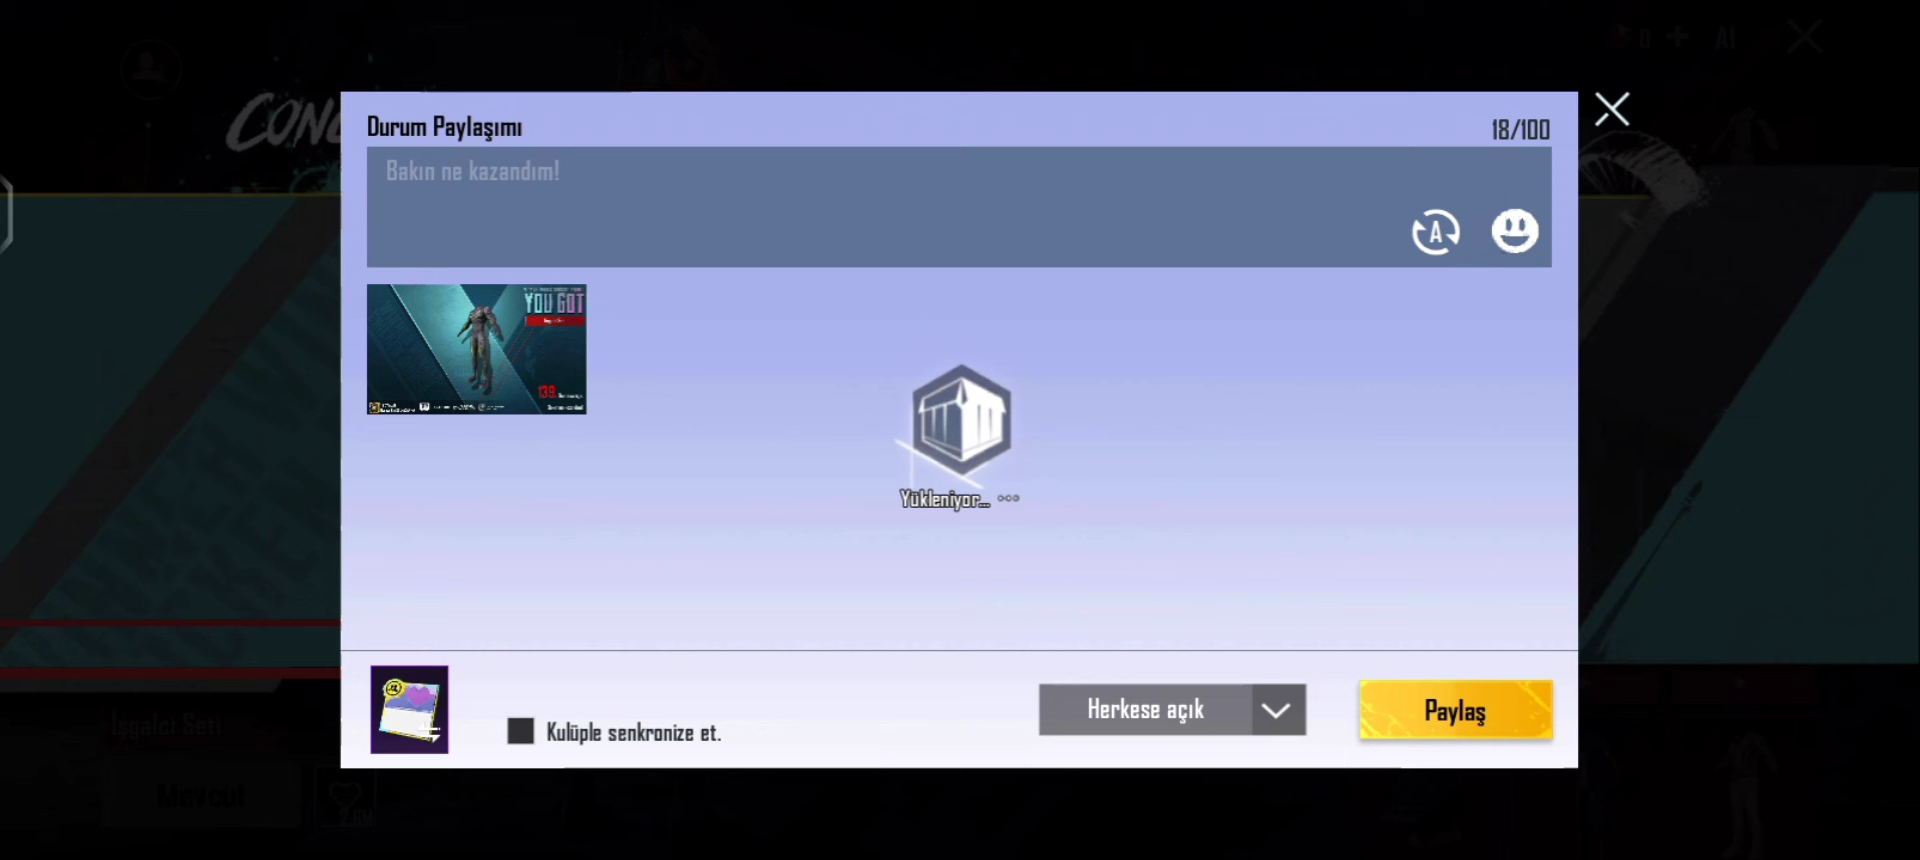 Durum Paylaşımı
18/100
Bakın ne kazandım!
A
YOU GOT
139.
Yükleniyor...
Kulüple senkronize et.
Herkese açık
Paylaş
İşgalci Seti
Mevcut